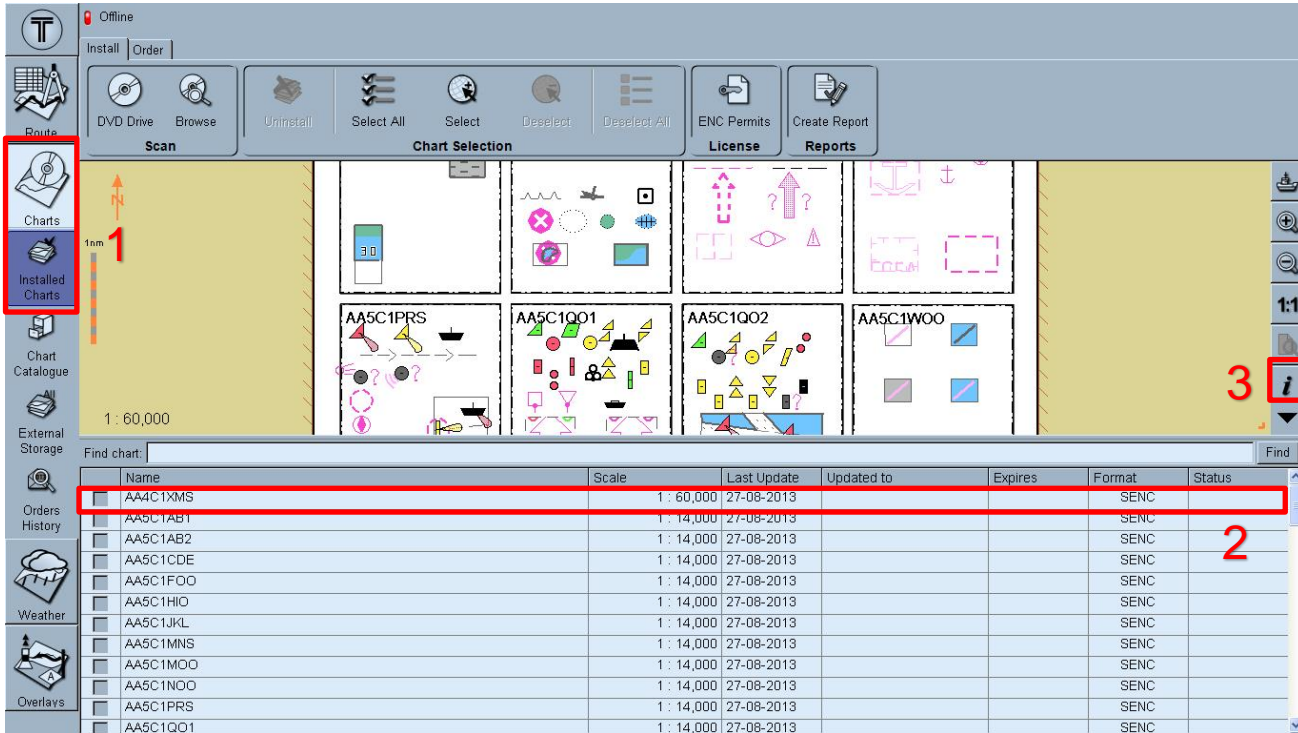 T
Offline
Install Order
Route
DVD Drive Browse Uninstall Select All Select Deselect Deselect All ENC Permits Create Report
Scan Chart Selection License Reports
Charts
N
1nm
1
Installed
Charts
30
? ?
1:1
AA5C1PRS AA5C1QO1 AA5C1QO2 AA5C1WOO
? ? ?
?
3 i
Chart
Catalogue
All
1 : 60,000
External
Storage
Find chart: Find
Name Scale Last Update Updated to Expires Format Status
AA4C1XMS 1 : 60,000 27-08-2013 SENC
Orders
History
AA5C1AB1 1 : 14,000 27-08-2013 SENC
2
AA5C1AB2 1 : 14,000 27-08-2013 SENC
AA5C1CDE 1 : 14,000 27-08-2013 SENC
AA5C1FOO 1 : 14,000 27-08-2013 SENC
AA5C1HIO 1 : 14,000 27-08-2013 SENC
Weather
AA5C1JKL 1 : 14,000 27-08-2013 SENC
AA5C1MNS 1 : 14,000 27-08-2013 SENC
AA5C1MOO 1 : 14,000 27-08-2013 SENC
A
AA5C1NOO 1 : 14,000 27-08-2013 SENC
Overlays
AA5C1PRS 1 : 14,000 27-08-2013 SENC
AA5C1QO1 1 : 14,000 27-08-2013 SENC